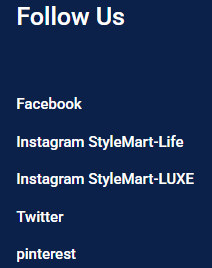 Follow Us
Facebook
Instagram StyleMart-Life
Instagram StyleMart-LUXE
Twitter
pinterest